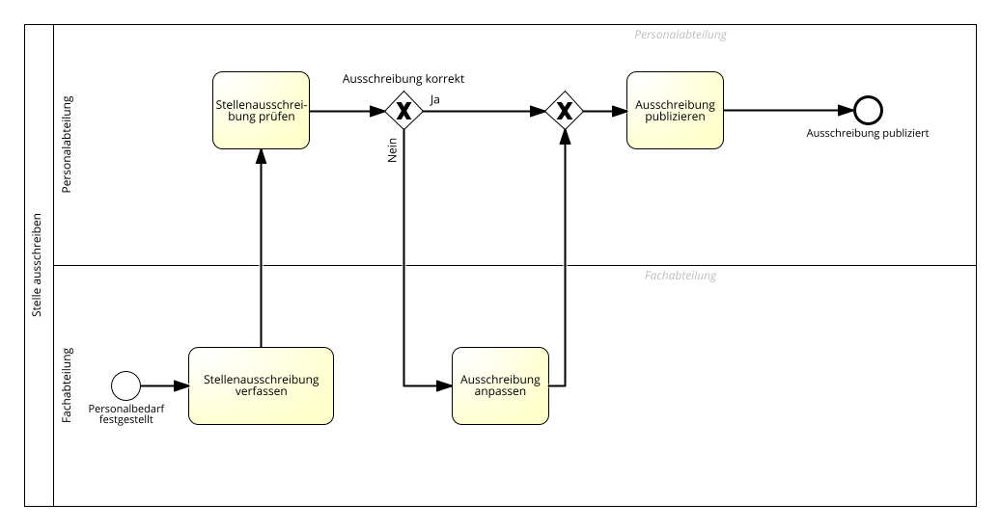 Stelle ausschreiben
Personalabteilung
Personalabteilung
Stellenausschrei-
bung prüfen
Ausschreibung korrekt
Ja
Nein
Ausschreibung
publizieren
Ausschreibung publiziert
Fachabteilung
Fachabteilung
Personalbedarf
festgestellt
Stellenausschreibung
verfassen
Ausschreibung
anpassen